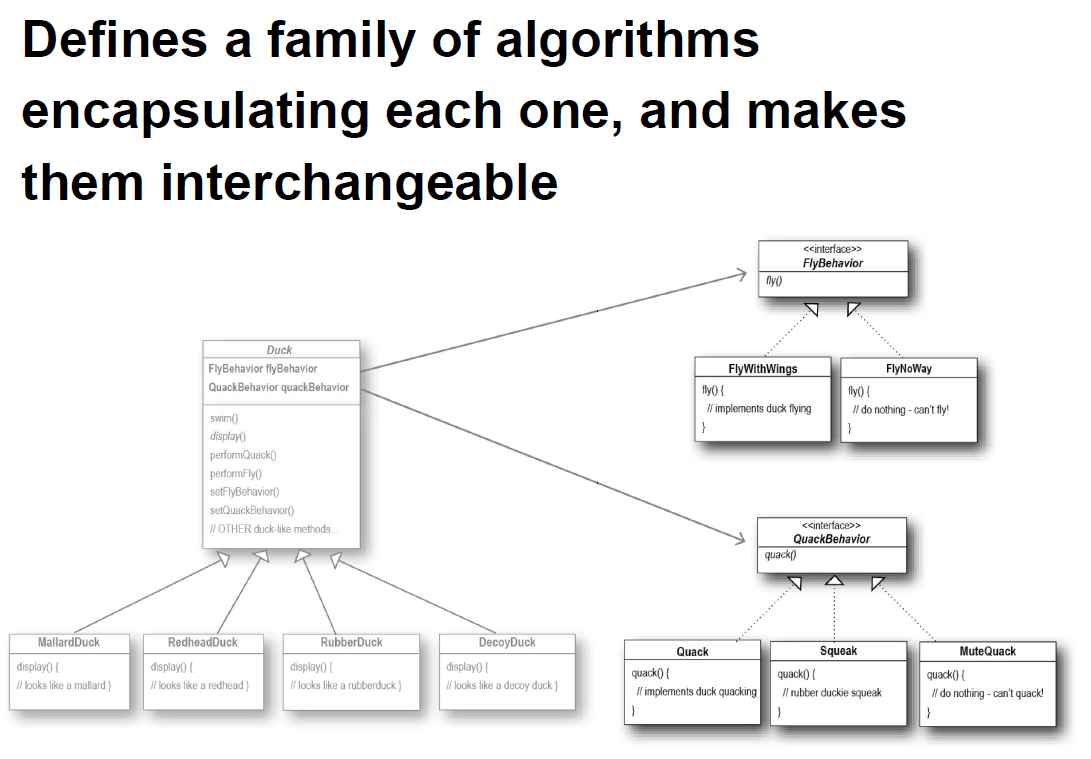 Defines a family of algorithms
encapsulating each one, and makes
them interchangeable
<<interface>>
FlyBehavior
fly()
FlyWithWings
fly() {
// implements duck flying
}
FlyNoWay
fly() {
// do nothing - can't fly!
}
Duck
FlyBehavior flyBehavior
QuackBehavior quackBehavior
swim()
display()
performQuack()
performFly()
setFlyBehavior()
setQuackBehavior()
// OTHER duck-like methods...
<<interface>>
QuackBehavior
quack()
MallardDuck
display() {
// looks like a mallard }
RedheadDuck
display() {
// looks like a redhead }
RubberDuck
display() {
// looks like a rubberduck }
DecoyDuck
display() {
// looks like a decoy duck }
Quack
quack() {
// implements duck quacking
}
Squeak
quack() {
// rubber duckie squeak
}
MuteQuack
quack() {
// do nothing - can't quack!
}